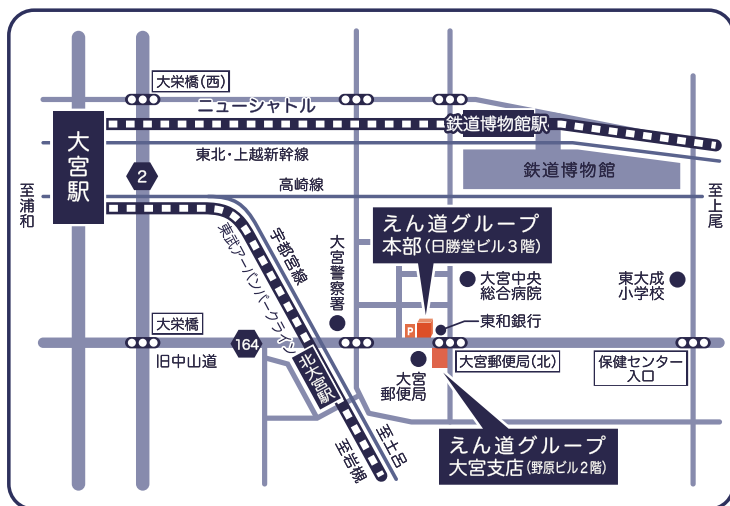 大栄橋(西)
ニューシャトル
大宮駅
鉄道博物館駅
東北・上越新幹線
2
鉄道博物館
高崎線
至浦和
至上尾
えん道グループ
本部(日勝堂ビル3階)
東武アーバンパークライン
宇都宮線
大宮警察署
大宮中央
総合病院
東大成
小学校
大栄橋
P
東和銀行
164
旧中山道
北大宮駅
大宮
郵便局
大宮郵便局(北)
保健センター
入口
至岩槻
至土呂
えん道グループ
大宮支店(野原ビル2階)